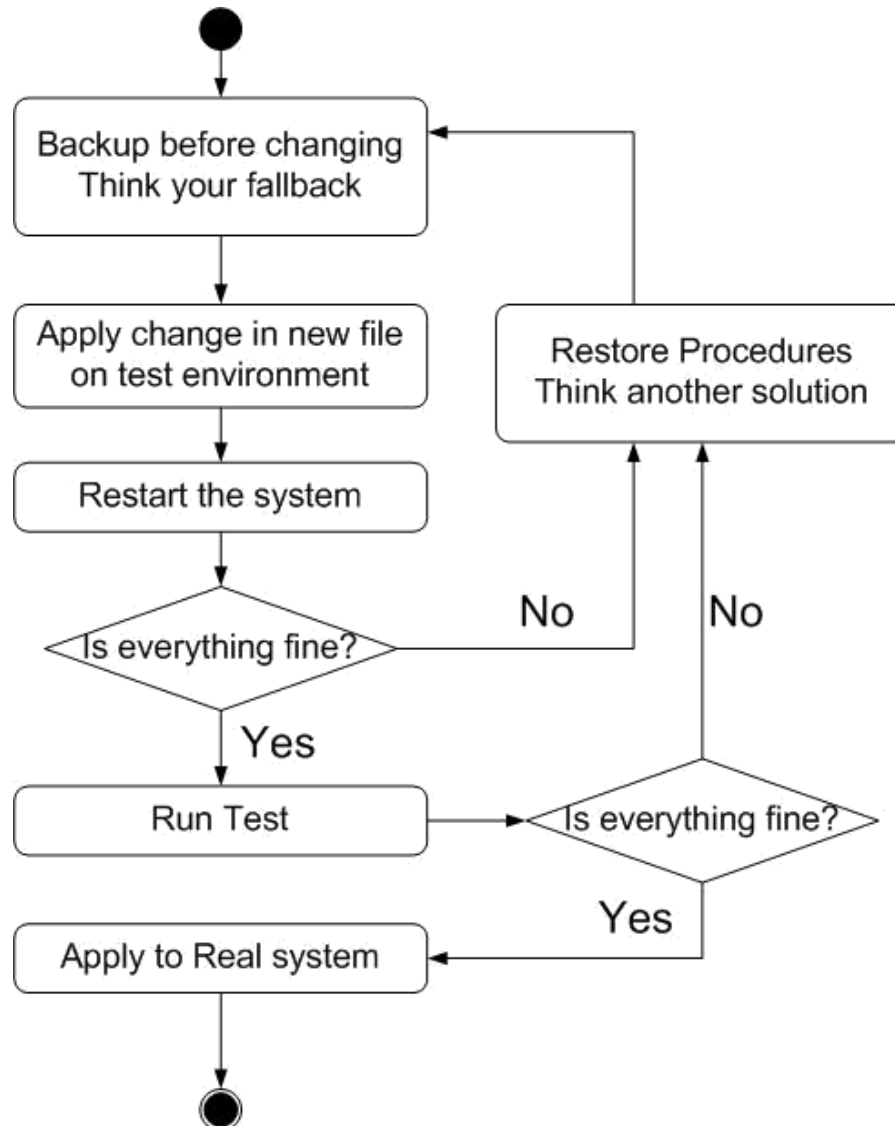 Backup before changing
Think your fallback
Apply change in new file
on test environment
Restore Procedures
Think another solution
Restart the system
Is everything fine?
No
No
Yes
Run Test
Is everything fine?
Yes
Apply to Real system